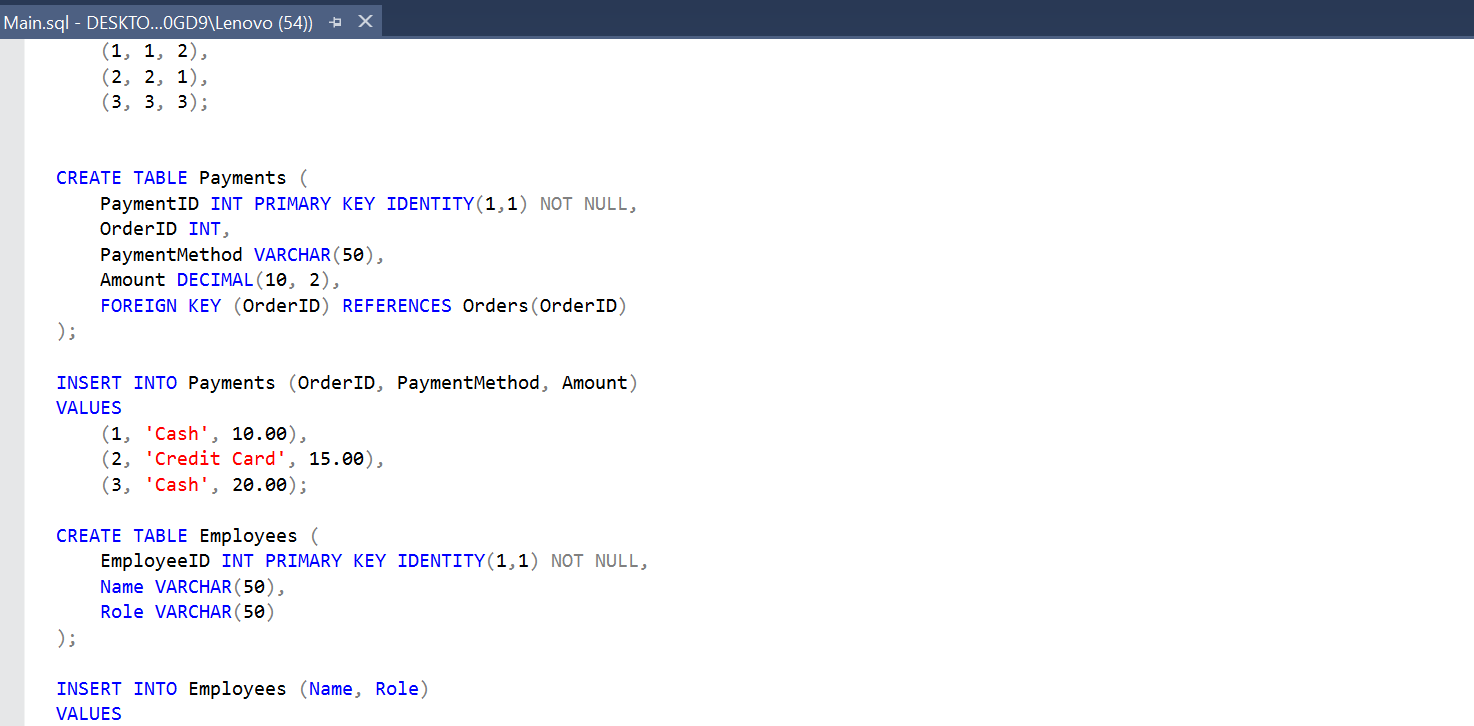 Main.sql - DESKTO...0GD9\Lenovo (54))
(1, 1, 2),
(2, 2, 1),
(3, 3, 3);
CREATE TABLE Payments (
PaymentID INT PRIMARY KEY IDENTITY(1,1) NOT NULL,
OrderID INT,
PaymentMethod VARCHAR(50),
Amount DECIMAL(10, 2),
FOREIGN KEY (OrderID) REFERENCES Orders(OrderID)
);
INSERT INTO Payments (OrderID, PaymentMethod, Amount)
VALUES
(1, 'Cash', 10.00),
(2, 'Credit Card', 15.00),
(3, 'Cash', 20.00);
CREATE TABLE Employees (
EmployeeID INT PRIMARY KEY IDENTITY(1,1) NOT NULL,
Name VARCHAR(50),
Role VARCHAR(50)
);
INSERT INTO Employees (Name, Role)
VALUES